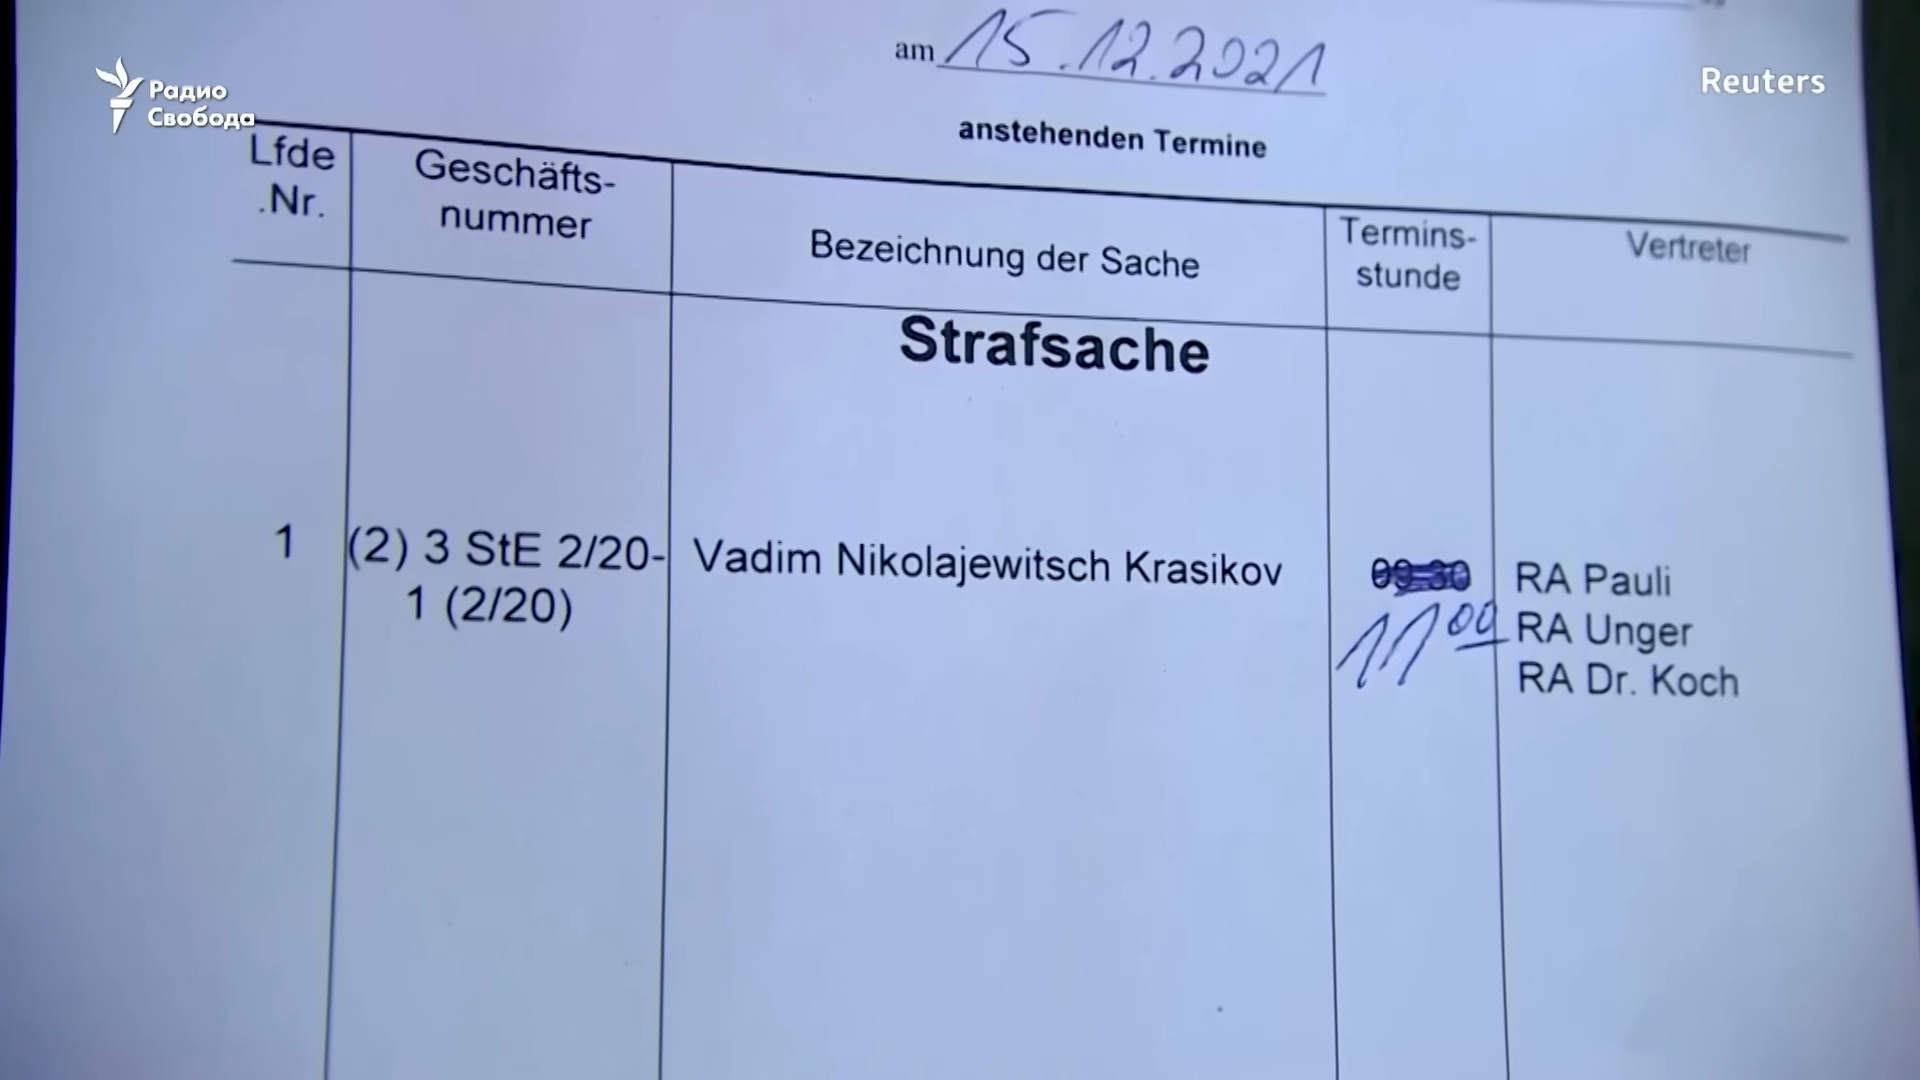 am 15.12.2021
Радио
Свобода
Reuters
anstehenden Termine
Lfde
.Nr.
Geschäfts-
nummer
Bezeichnung der Sache
Termins-
stunde
Vertreter
Strafsache
1
(2) 3 StE 2/20-
1 (2/20)
Vadim Nikolajewitsch Krasikov
09:30
11 00
RA Pauli
RA Unger
RA Dr. Koch